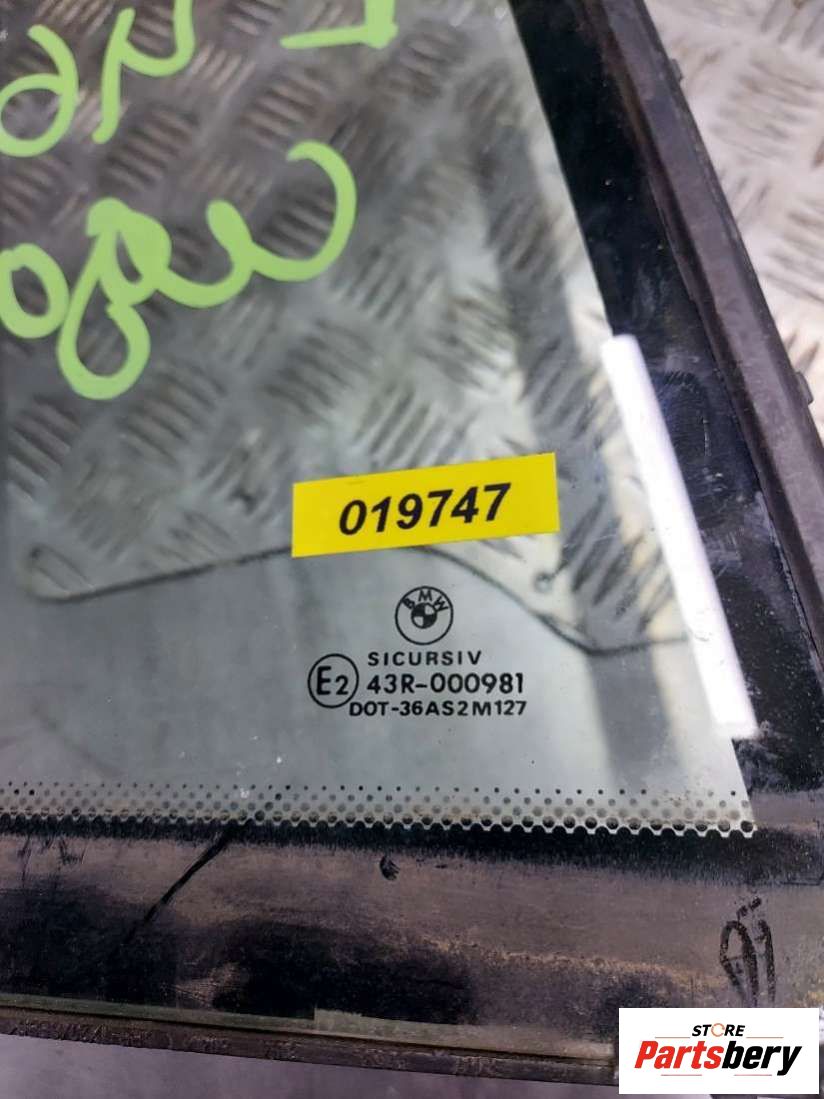 019747
BMW
SICURSIV
E2 43R-000981
DOT-36AS2M127
STORE
Partsbery